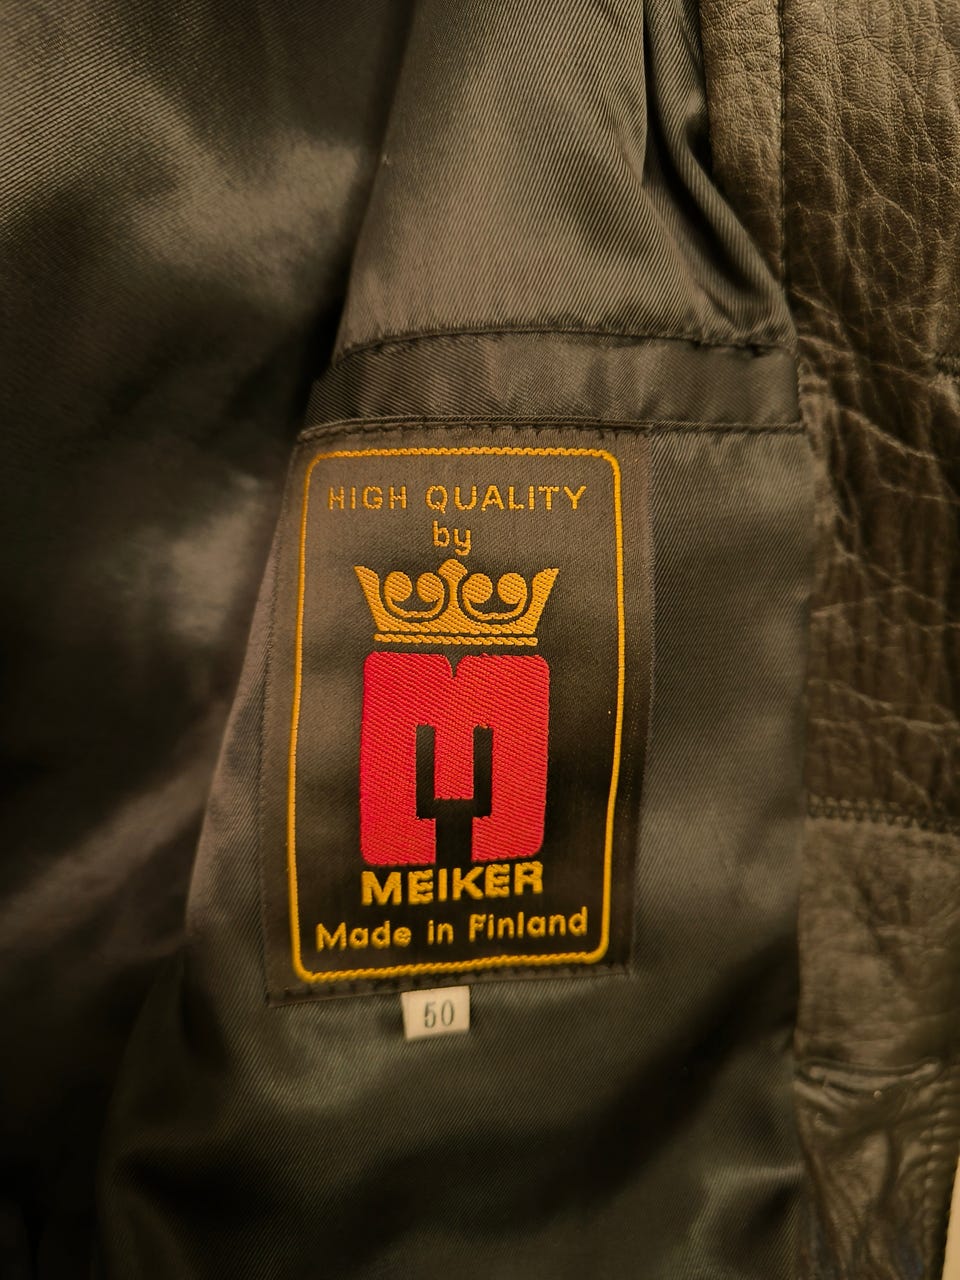 HIGH QUALITY
by
MEIKER
Made in Finland
50